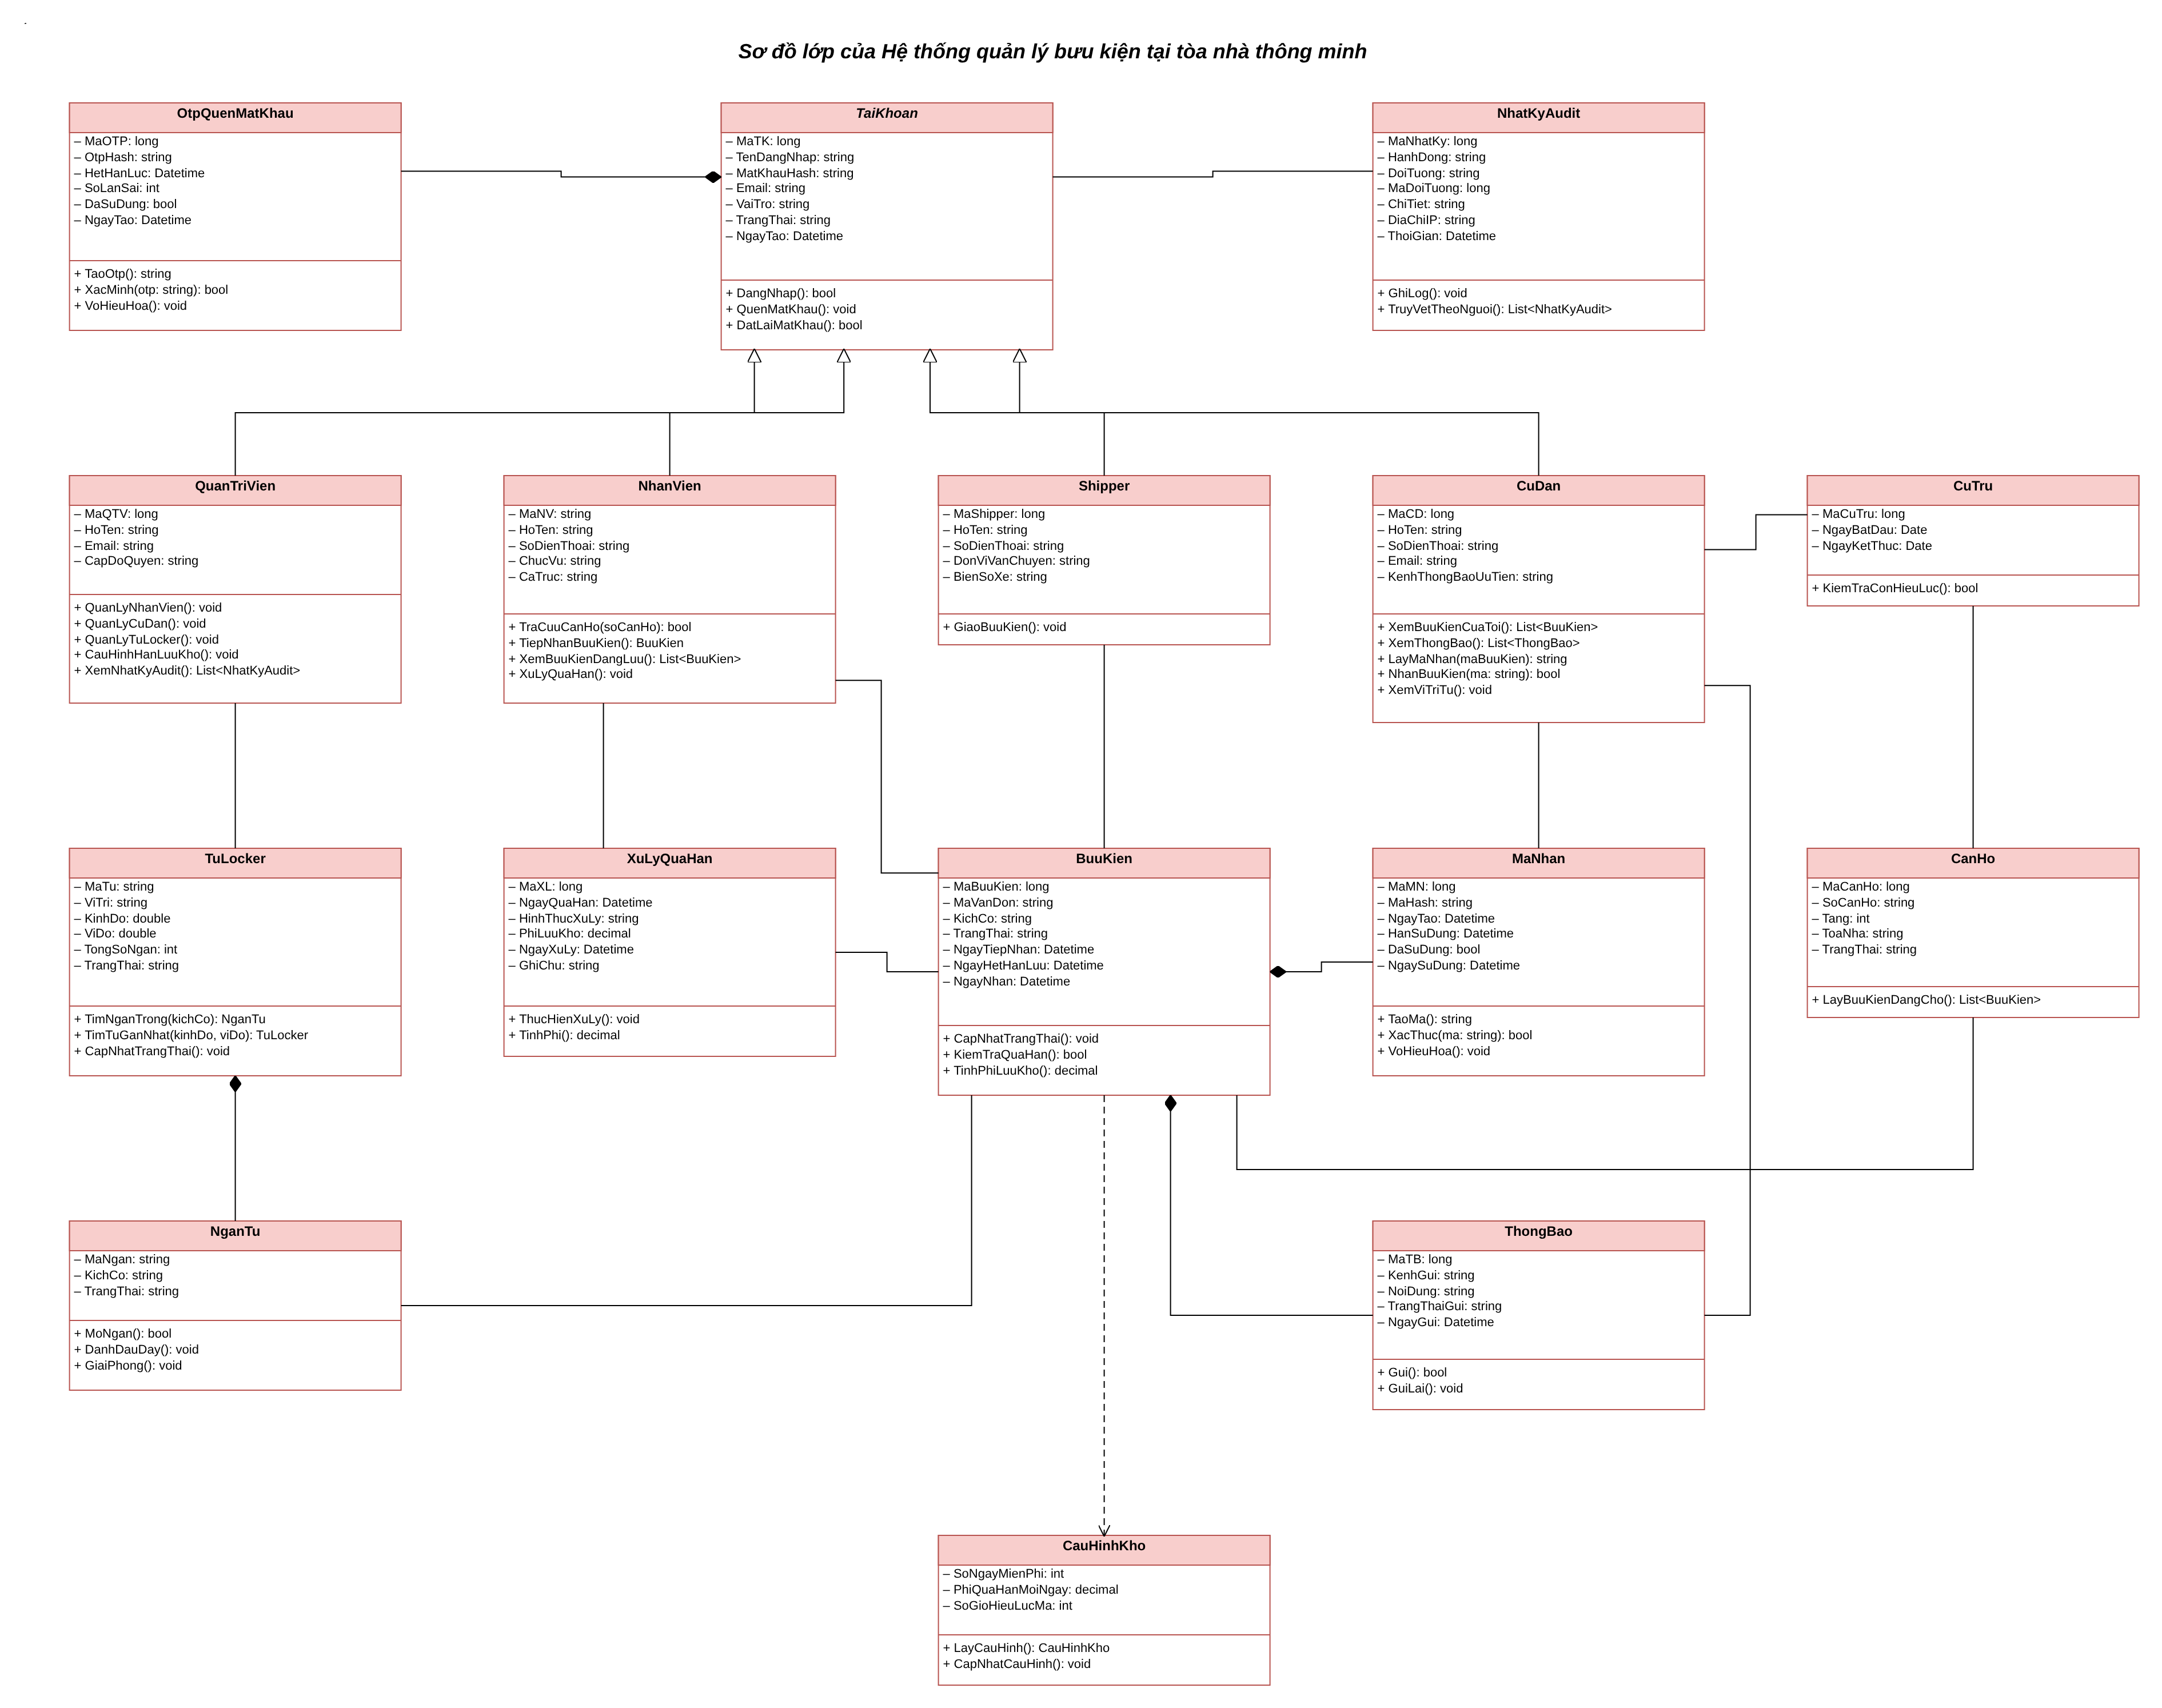 Sơ đồ lớp của Hệ thống quản lý bưu kiện tại tòa nhà thông minh
OtpQuenMatKhau
– MaOTP: long
– OtpHash: string
– HetHanLuc: Datetime
– SoLanSai: int
– DaSuDung: bool
– NgayTao: Datetime
+ TaoOtp(): string
+ XacMinh(otp: string): bool
+ VoHieuHoa(): void
TaiKhoan
– MaTK: long
– TenDangNhap: string
– MatKhauHash: string
– Email: string
– VaiTro: string
– TrangThai: string
– NgayTao: Datetime
+ DangNhap(): bool
+ QuenMatKhau(): void
+ DatLaiMatKhau(): bool
NhatKyAudit
– MaNhatKy: long
– HanhDong: string
– DoiTuong: string
– MaDoiTuong: long
– ChiTiet: string
– DiaChiIP: string
– ThoiGian: Datetime
+ GhiLog(): void
+ TruyVetTheoNguoi(): List<NhatKyAudit>
QuanTriVien
– MaQTV: long
– HoTen: string
– Email: string
– CapDoQuyen: string
+ QuanLyNhanVien(): void
+ QuanLyCuDan(): void
+ QuanLyTuLocker(): void
+ CauHinhHanLuuKho(): void
+ XemNhatKyAudit(): List<NhatKyAudit>
NhanVien
– MaNV: string
– HoTen: string
– SoDienThoai: string
– ChucVu: string
– CaTruc: string
+ TraCuuCanHo(soCanHo): bool
+ TiepNhanBuuKien(): BuuKien
+ XemBuuKienDangLuu(): List<BuuKien>
+ XuLyQuaHan(): void
Shipper
– MaShipper: long
– HoTen: string
– SoDienThoai: string
– DonViVanChuyen: string
– BienSoXe: string
+ GiaoBuuKien(): void
CuDan
– MaCD: long
– HoTen: string
– SoDienThoai: string
– Email: string
– KenhThongBaoUuTien: string
+ XemBuuKienCuaToi(): List<BuuKien>
+ XemThongBao(): List<ThongBao>
+ LayMaNhan(maBuuKien): string
+ NhanBuuKien(ma: string): bool
+ XemViTriTu(): void
CuTru
– MaCuTru: long
– NgayBatDau: Date
– NgayKetThuc: Date
+ KiemTraConHieuLuc(): bool
TuLocker
– MaTu: string
– ViTri: string
– KinhDo: double
– ViDo: double
– TongSoNgan: int
– TrangThai: string
+ TimNganTrong(kichCo): NganTu
+ TimTuGanNhat(kinhDo, viDo): TuLocker
+ CapNhatTrangThai(): void
XuLyQuaHan
– MaXL: long
– NgayQuaHan: Datetime
– HinhThucXuLy: string
– PhiLuuKho: decimal
– NgayXuLy: Datetime
– GhiChu: string
+ ThucHienXuLy(): void
+ TinhPhi(): decimal
BuuKien
– MaBuuKien: long
– MaVanDon: string
– KichCo: string
– TrangThai: string
– NgayTiepNhan: Datetime
– NgayHetHanLuu: Datetime
– NgayNhan: Datetime
+ CapNhatTrangThai(): void
+ KiemTraQuaHan(): bool
+ TinhPhiLuuKho(): decimal
MaNhan
– MaMN: long
– MaHash: string
– NgayTao: Datetime
– HanSuDung: Datetime
– DaSuDung: bool
– NgaySuDung: Datetime
+ TaoMa(): string
+ XacThuc(ma: string): bool
+ VoHieuHoa(): void
CanHo
– MaCanHo: long
– SoCanHo: string
– Tang: int
– ToaNha: string
– TrangThai: string
+ LayBuuKienDangCho(): List<BuuKien>
NganTu
– MaNgan: string
– KichCo: string
– TrangThai: string
+ MoNgan(): bool
+ DanhDauDay(): void
+ GiaiPhong(): void
ThongBao
– MaTB: long
– KenhGui: string
– NoiDung: string
– TrangThaiGui: string
– NgayGui: Datetime
+ Gui(): bool
+ GuiLai(): void
CauHinhKho
– SoNgayMienPhi: int
– PhiQuaHanMoiNgay: decimal
– SoGioHieuLucMa: int
+ LayCauHinh(): CauHinhKho
+ CapNhatCauHinh(): void